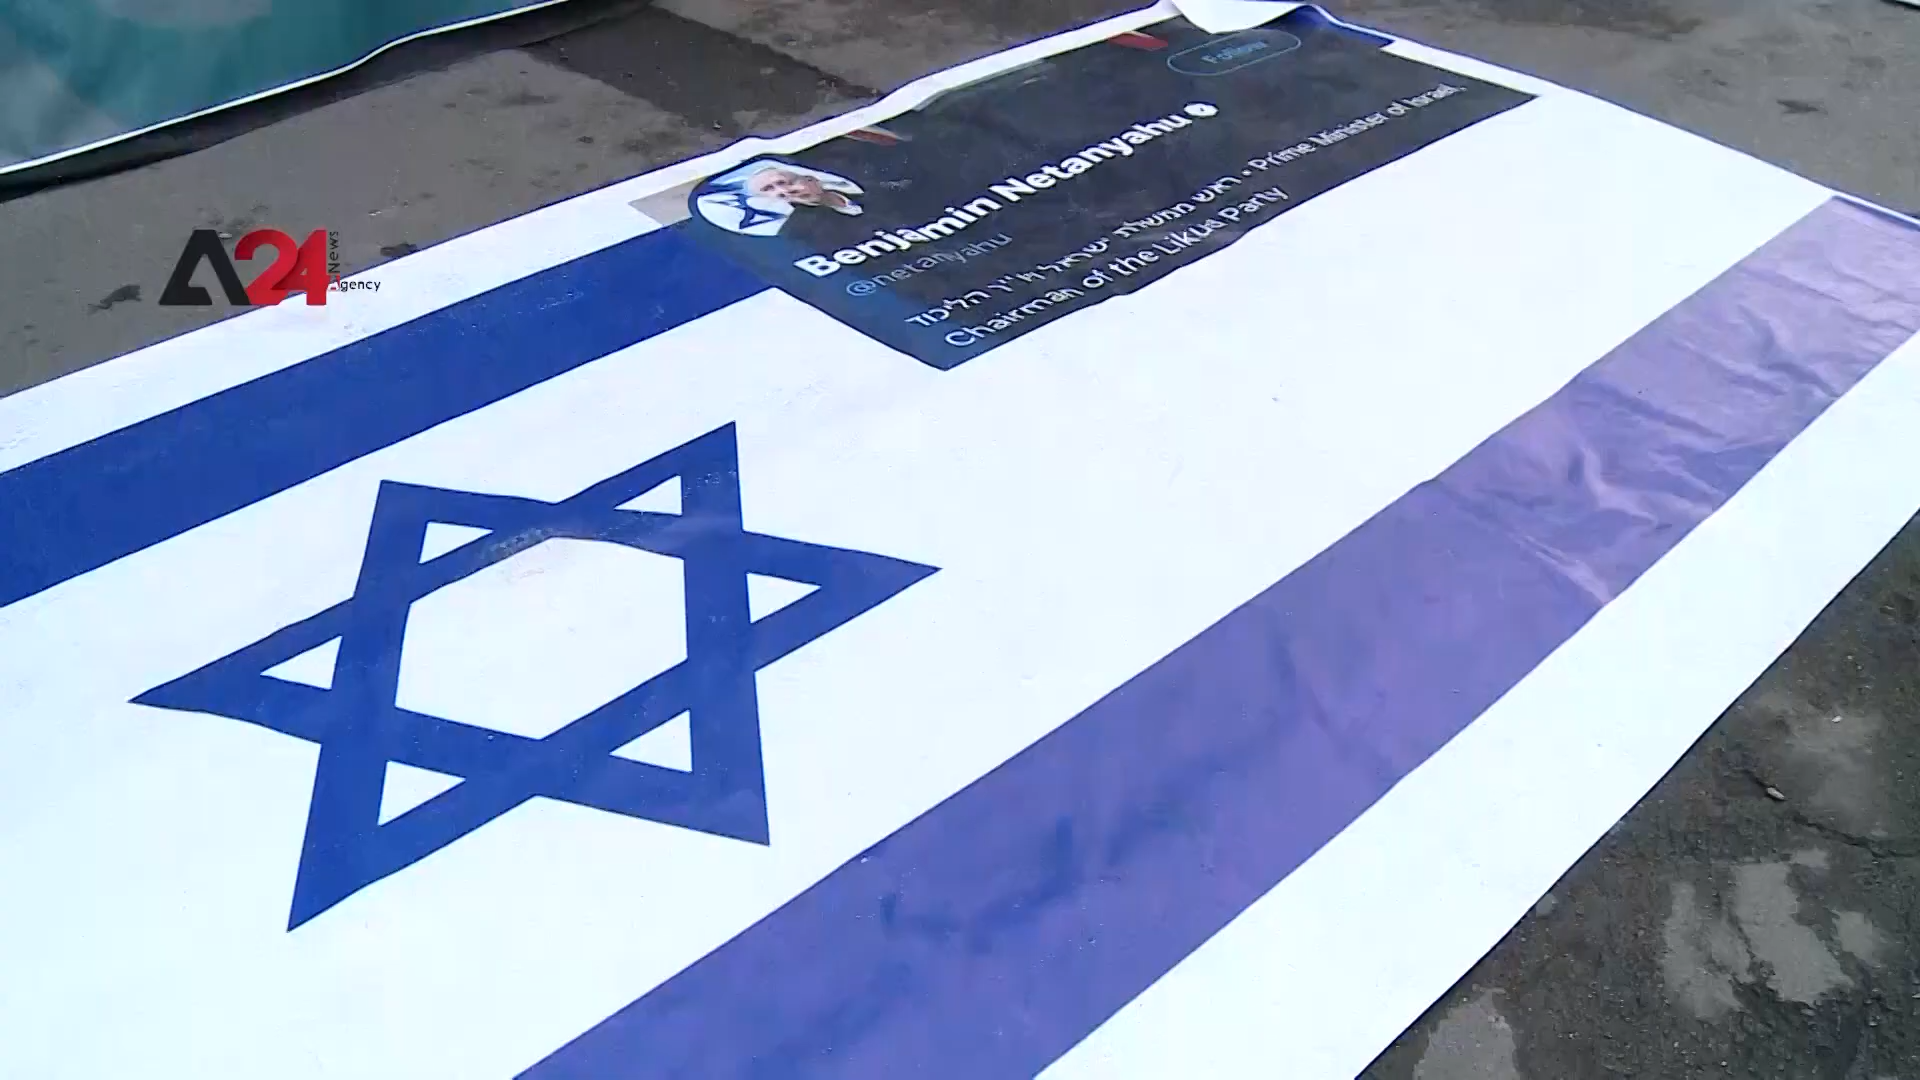 A24
News
Agency
Follow
Benjamin Netanyahu
@netanyahu
ראש ממשלת ישראל ויו"ר הליכוד • Prime Minister of Israel,
Chairman of the Likud Party